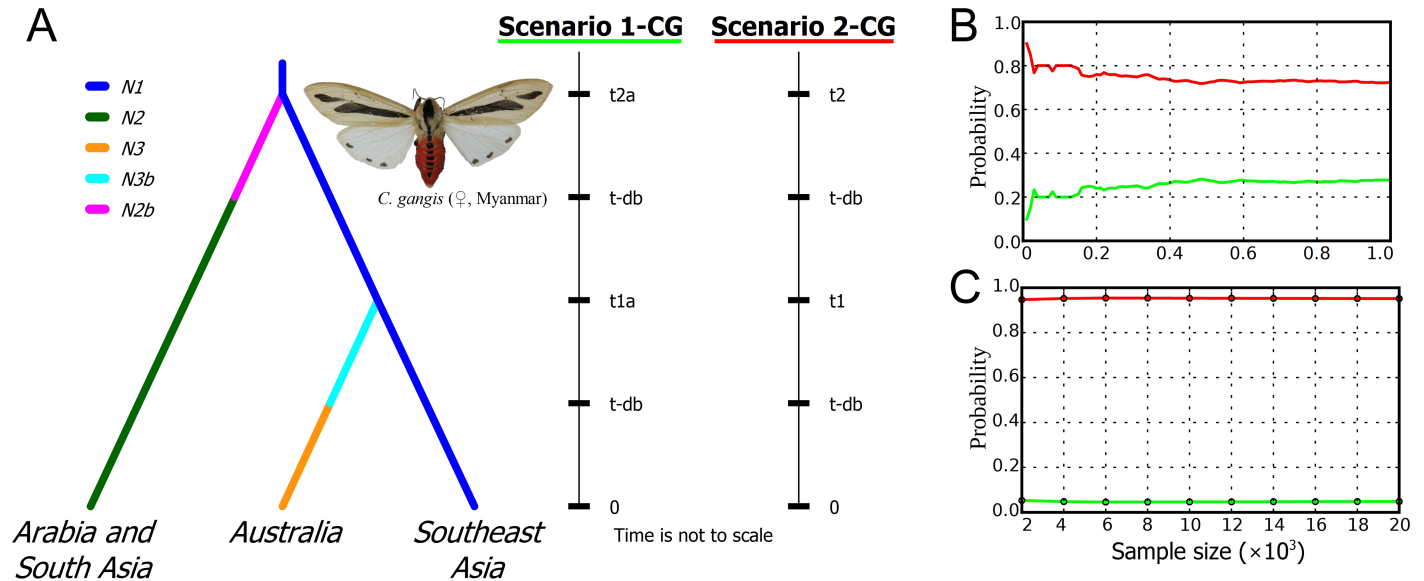 A
N1
N2
N3
N3b
N2b
C. gangis (♀, Myanmar)
Arabia and
South Asia
Australia
Southeast
Asia
Scenario 1-CG
t2a
t-db
t1a
t-db
0
Scenario 2-CG
t2
t-db
t1
t-db
0
Time is not to scale
B
Probability
1.0
0.8
0.6
0.4
0.2
0.0
0 0.2 0.4 0.6 0.8 1.0
C
Probability
1.0
0.8
0.6
0.4
0.2
0.0
2 4 6 8 10 12 14 16 18 20
Sample size (×10³)